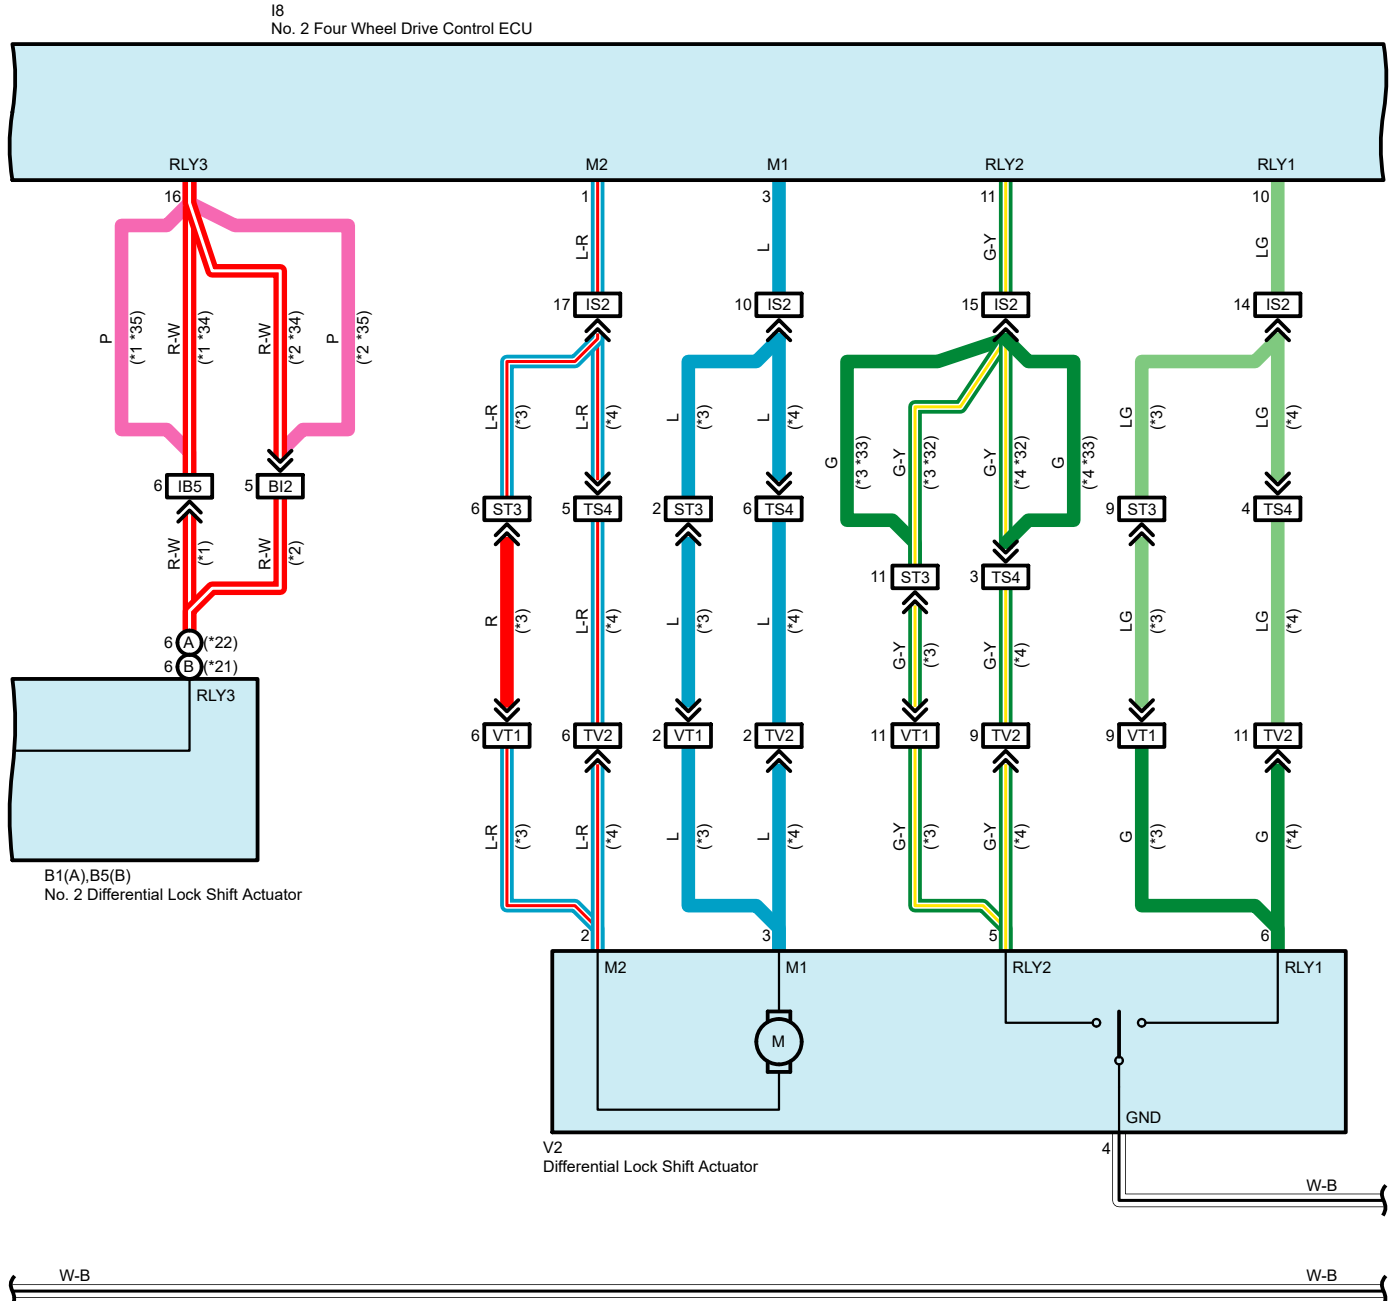 I8
No. 2 Four Wheel Drive Control ECU
RLY3
M2
M1
RLY2
RLY1
16
1
3
11
10
L-R
L
G-Y
LG
17 IS2
10 IS2
15 IS2
14 IS2
P
(*1 *35)
R-W
(*1 *34)
R-W
(*2 *34)
P
(*2 *35)
L-R
(*3)
L-R
(*4)
L
(*3)
L
(*4)
G
(*3 *33)
G-Y
(*3 *32)
G-Y
(*4 *32)
G
(*4 *33)
LG
(*3)
LG
(*4)
6 IB5
5 BI2
6 ST3
5 TS4
2 ST3
6 TS4
9 ST3
4 TS4
R-W
(*1)
R-W
(*2)
11 ST3
3 TS4
R
(*3)
L-R
(*4)
L
(*3)
L
(*4)
G-Y
(*3)
G-Y
(*4)
LG
(*3)
LG
(*4)
6 A (*22)
6 B (*21)
RLY3
6 VT1
6 TV2
2 VT1
2 TV2
11 VT1
9 TV2
9 VT1
11 TV2
L-R
(*3)
L-R
(*4)
L
(*3)
L
(*4)
G-Y
(*3)
G-Y
(*4)
G
(*3)
G
(*4)
B1(A),B5(B)
No. 2 Differential Lock Shift Actuator
2
3
5
6
M2
M1
RLY2
RLY1
M
GND
4
V2
Differential Lock Shift Actuator
W-B
W-B
W-B